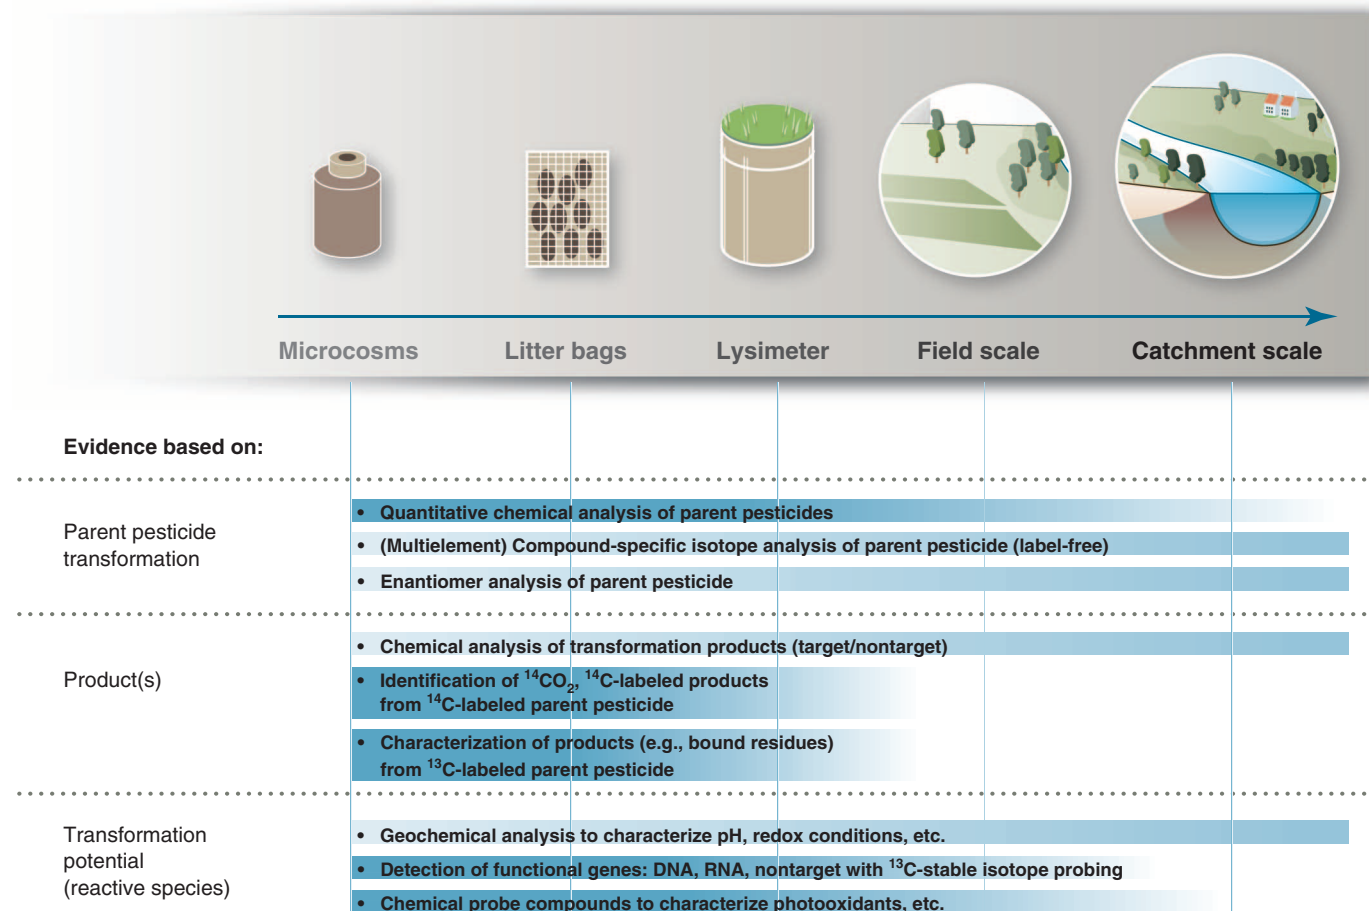 Microcosms Litter bags Lysimeter Field scale Catchment scale
Evidence based on:
Parent pesticide
transformation
• Quantitative chemical analysis of parent pesticides
• (Multielement) Compound-specific isotope analysis of parent pesticide (label-free)
• Enantiomer analysis of parent pesticide
Product(s)
• Chemical analysis of transformation products (target/nontarget)
• Identification of ¹⁴CO₂, ¹⁴C-labeled products
from ¹⁴C-labeled parent pesticide
• Characterization of products (e.g., bound residues)
from ¹³C-labeled parent pesticide
Transformation
potential
(reactive species)
• Geochemical analysis to characterize pH, redox conditions, etc.
• Detection of functional genes: DNA, RNA, nontarget with ¹³C-stable isotope probing
• Chemical probe compounds to characterize photooxidants, etc.